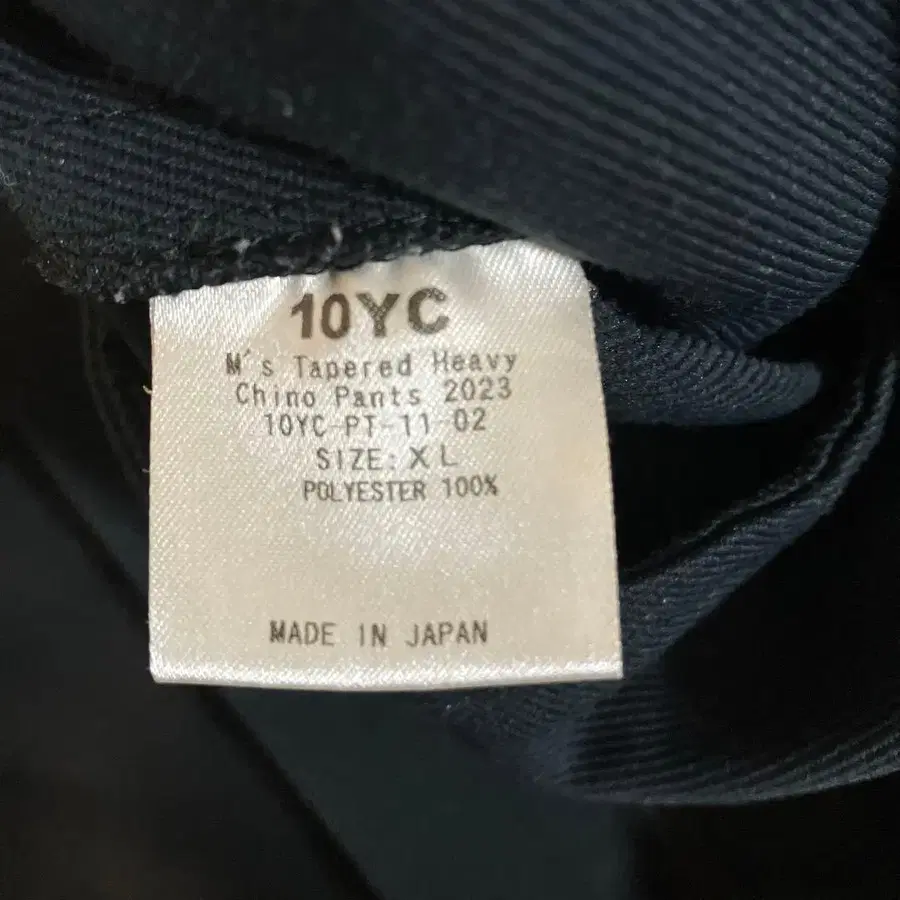 10YC
M's Tapered Heavy
Chino Pants 2023
10YC-PT-11-02
SIZE: XL
POLYESTER 100%
MADE IN JAPAN